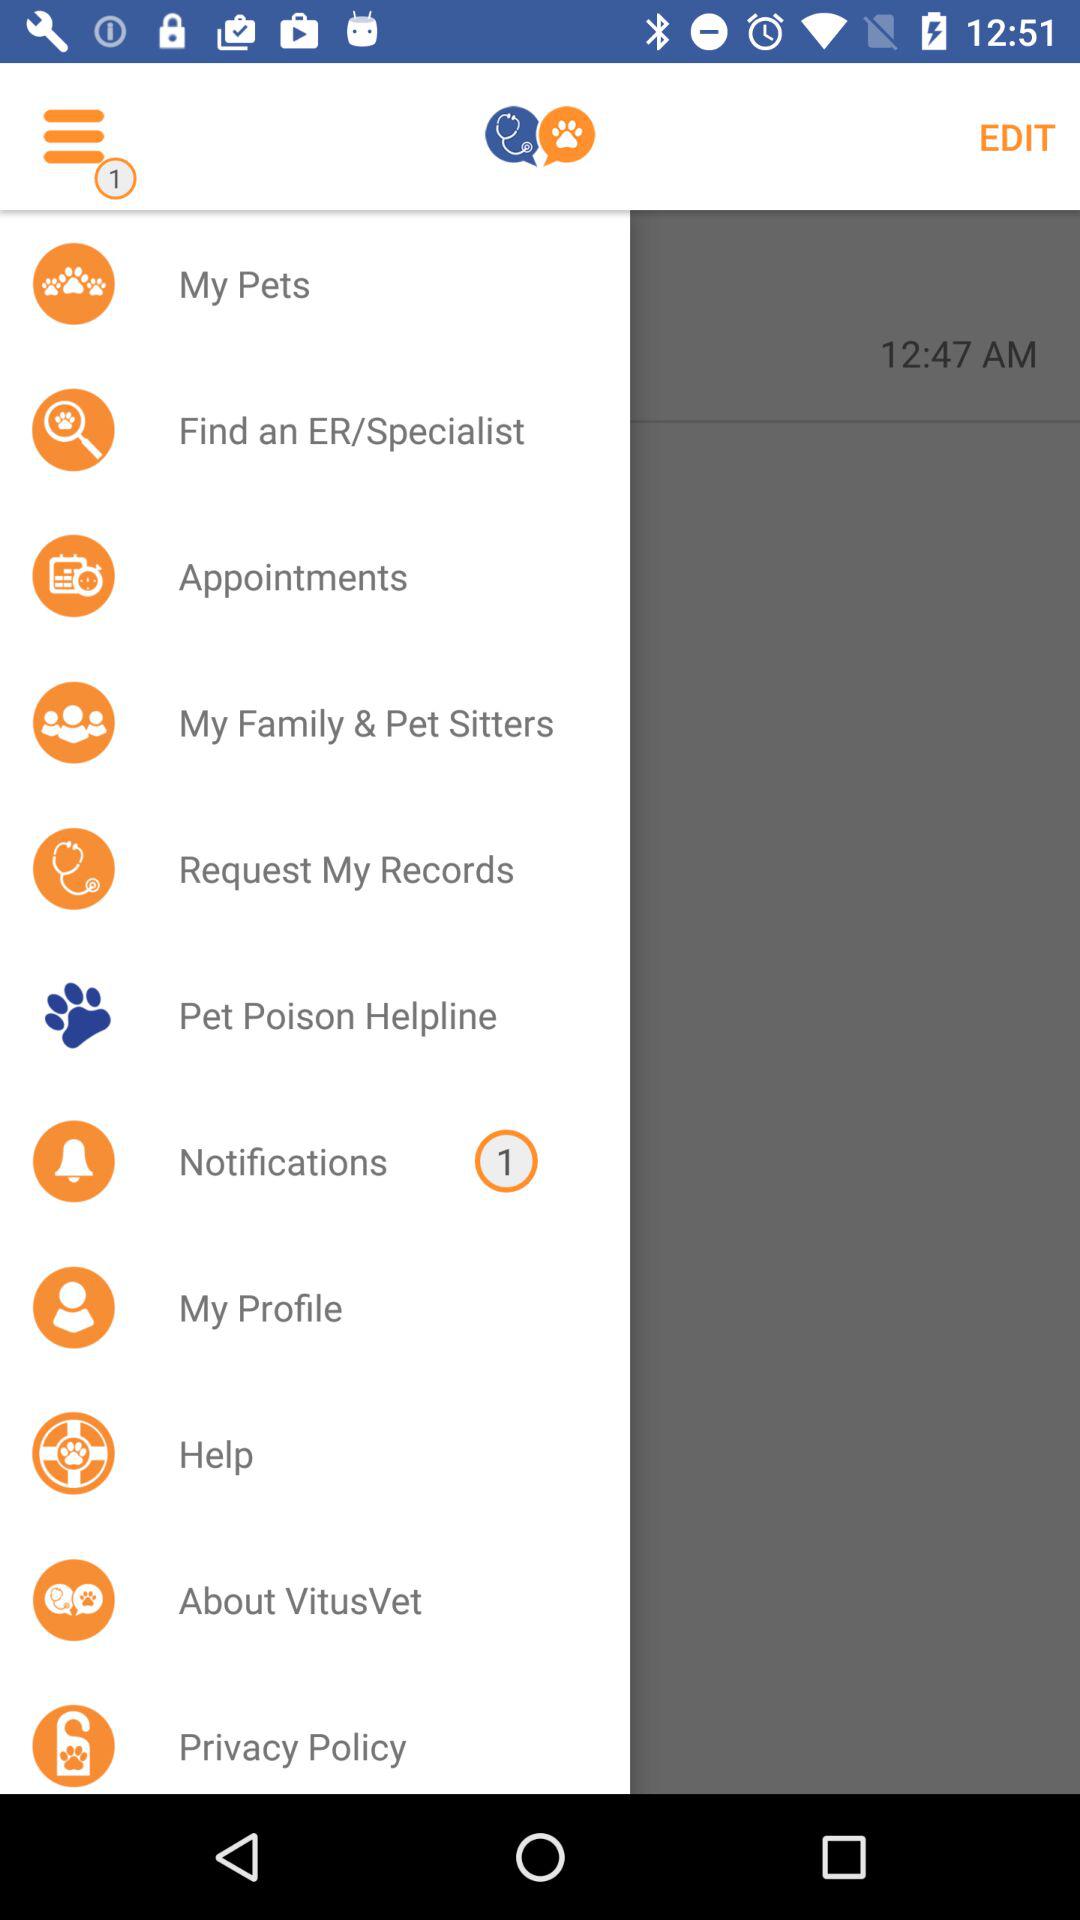 12:51
1
EDIT
My Pets
12:47 AM
Find an ER/Specialist
Appointments
My Family & Pet Sitters
Request My Records
Pet Poison Helpline
Notifications 1
My Profile
Help
About VitusVet
Privacy Policy